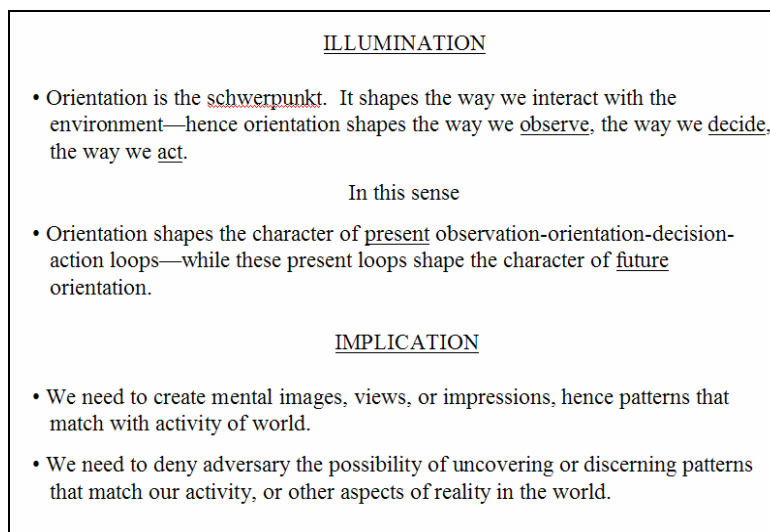 ILLUMINATION
• Orientation is the schwerpunkt. It shapes the way we interact with the
environment—hence orientation shapes the way we observe, the way we decide,
the way we act.
In this sense
• Orientation shapes the character of present observation-orientation-decision-
action loops—while these present loops shape the character of future
orientation.
IMPLICATION
• We need to create mental images, views, or impressions, hence patterns that
match with activity of world.
• We need to deny adversary the possibility of uncovering or discerning patterns
that match our activity, or other aspects of reality in the world.